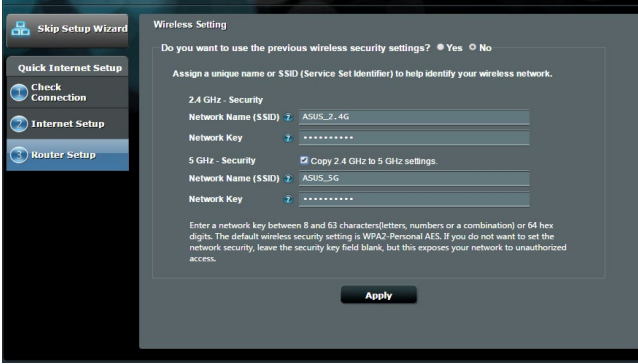 Skip Setup Wizard
Quick Internet Setup
1 Check
Connection
2 Internet Setup
3 Router Setup
Wireless Setting
Do you want to use the previous wireless security settings? Yes No
Assign a unique name or SSID (Service Set Identifier) to help identify your wireless network.
2.4 GHz - Security
Network Name (SSID) ? ASUS_2.4G
Network Key ? ••••••••••
5 GHz - Security Copy 2.4 GHz to 5 GHz settings.
Network Name (SSID) ? ASUS_5G
Network Key ? ••••••••••
Enter a network key between 8 and 63 characters(letters, numbers or a combination) or 64 hex
digits. The default wireless security setting is WPA2-Personal AES. If you do not want to set the
network security, leave the security key field blank, but this exposes your network to unauthorized
access.
Apply